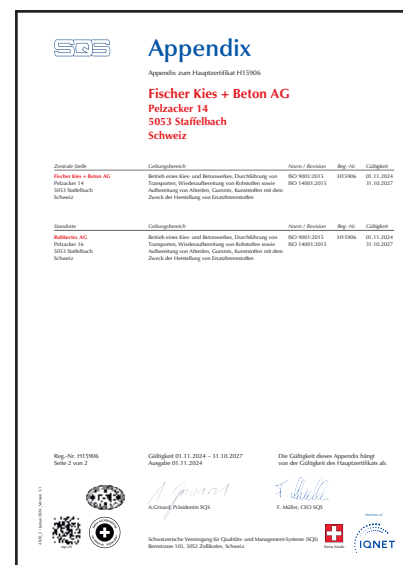 SQS
Appendix
Appendix zum Hauptzertifikat H15906
Fischer Kies + Beton AG
Pelzacker 14
5053 Staffelbach
Schweiz
Zentrale Stelle Geltungsbereich Norm / Revision Reg.-Nr. Gültigkeit
Fischer Kies + Beton AG Betrieb eines Kies- und Betonwerkes, Durchführung von ISO 9001:2015 H15906 01.11.2024
Pelzacker 14 Transporten, Wiederaufbereitung von Rohstoffen sowie ISO 14001:2015 31.10.2027
5053 Staffelbach Aufbereitung von Altreifen, Gummis, Kunststoffen mit dem
Schweiz Zweck der Herstellung von Ersatzbrennstoffen
Standorte Geltungsbereich Norm / Revision Reg.-Nr. Gültigkeit
Rubbertec AG Betrieb eines Kies- und Betonwerkes, Durchführung von ISO 9001:2015 H15906 01.11.2024
Pelzacker 16 Transporten, Wiederaufbereitung von Rohstoffen sowie ISO 14001:2015 31.10.2027
5053 Staffelbach Aufbereitung von Altreifen, Gummis, Kunststoffen mit dem
Schweiz Zweck der Herstellung von Ersatzbrennstoffen
Reg.-Nr. H15906 Gültigkeit 01.11.2024 – 31.10.2027 Die Gültigkeit dieses Appendix hängt
Seite 2 von 2 Ausgabe 01.11.2024 von der Gültigkeit des Hauptzertifikats ab.
A. Grisard, Präsidentin SQS F. Müller, CEO SQS
Schweizerische Vereinigung für Qualitäts- und Management-Systeme (SQS)
Bernstrasse 103, 3052 Zollikofen, Schweiz
Swiss Made
IQNET